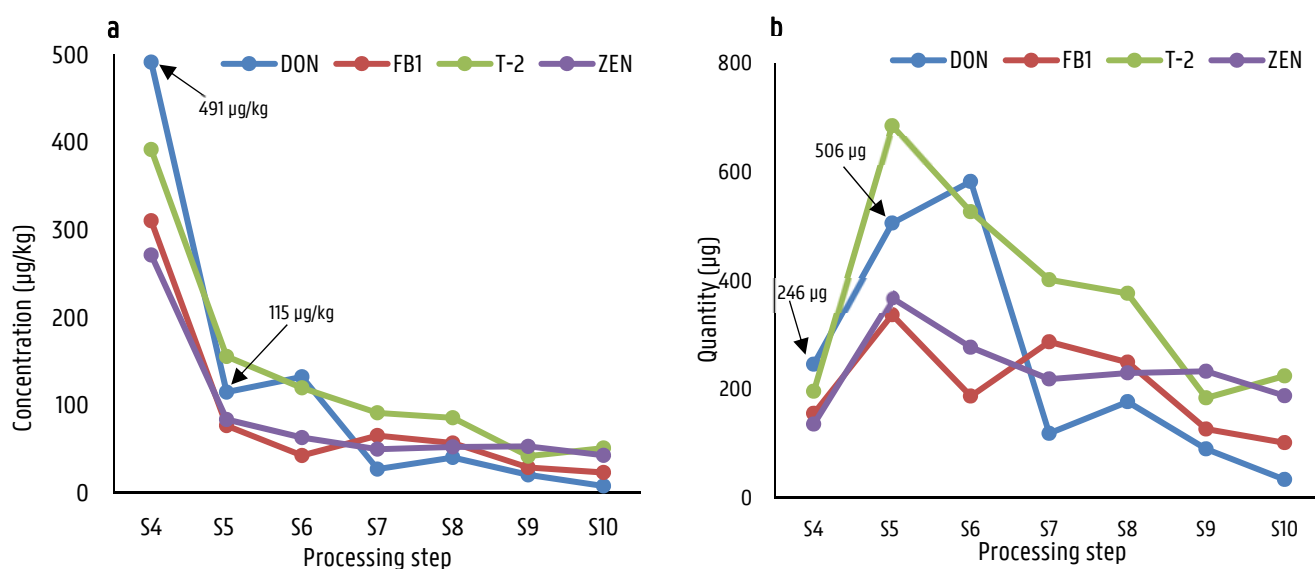 a
DON FB1 T-2 ZEN
500
400
300
200
100
0
Concentration (µg/kg)
491 µg/kg
115 µg/kg
S4 S5 S6 S7 S8 S9 S10
Processing step
b
DON FB1 T-2 ZEN
800
600
400
200
0
Quantity (µg)
506 µg
246 µg
S4 S5 S6 S7 S8 S9 S10
Processing step